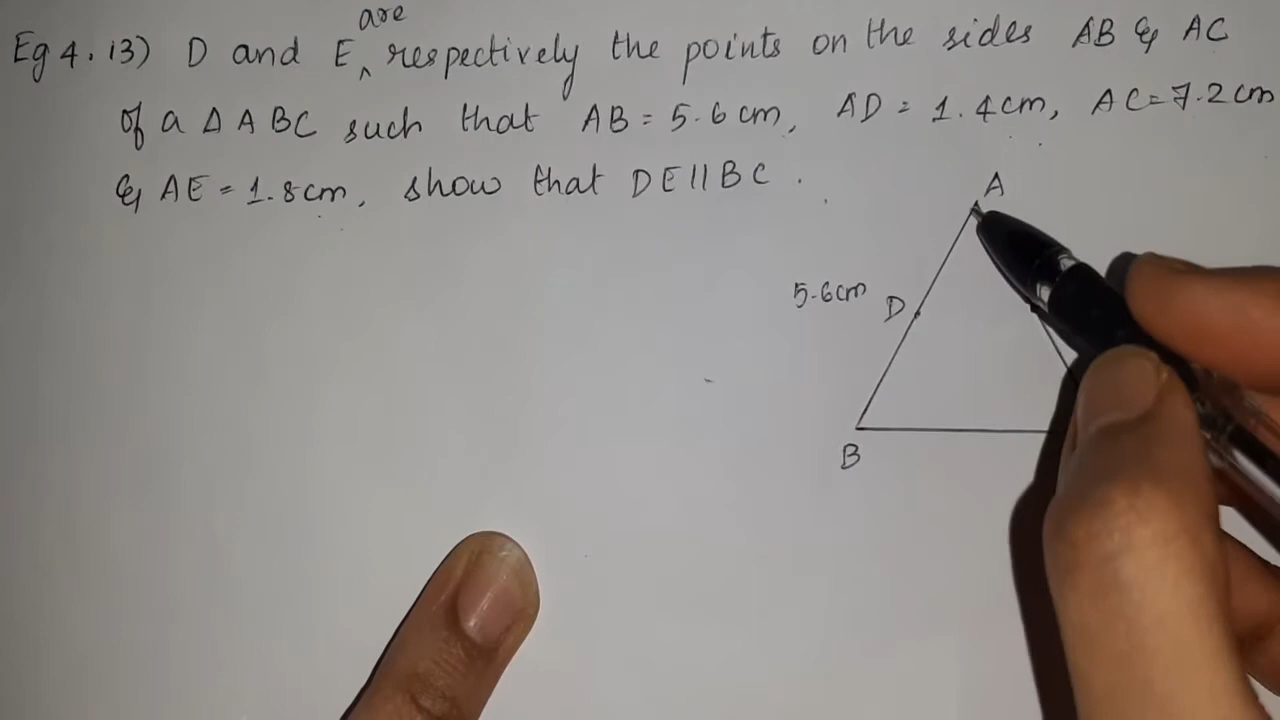 are
Eg 4.13) D and E ^ respectively the points on the sides AB & AC
of a Δ ABC such that AB = 5.6 cm, AD = 1.4 cm, AC = 7.2 cm
& AE = 1.8 cm, show that DE || BC.
A
5.6 cm D
B